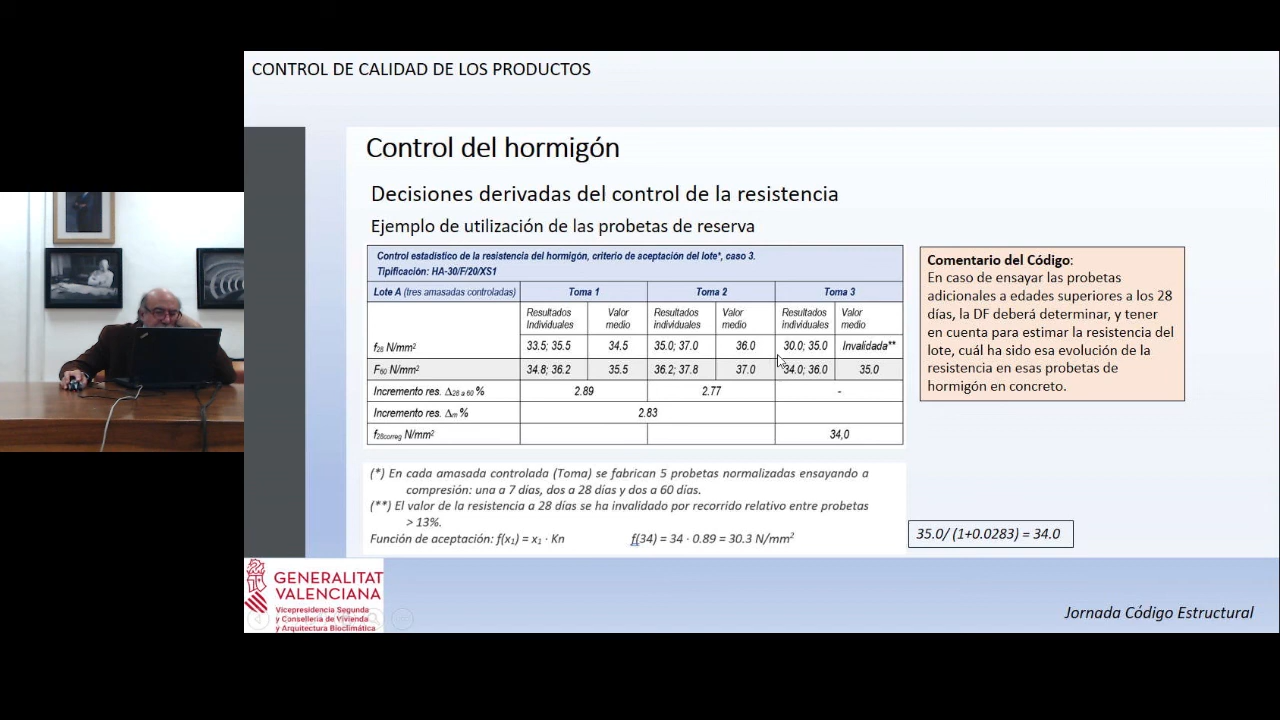 CONTROL DE CALIDAD DE LOS PRODUCTOS
Control del hormigón
Decisiones derivadas del control de la resistencia
Ejemplo de utilización de las probetas de reserva
Control estadístico de la resistencia del hormigón, criterio de aceptación del lote*, caso 3.
Tipificación: HA-30/F/20/XS1
Lote A (tres amasadas controladas) Toma 1 Toma 2 Toma 3
Resultados Individuales Valor medio Resultados individuales Valor medio Resultados individuales Valor medio
f28 N/mm² 33.5; 35.5 34.5 35.0; 37.0 36.0 30.0; 35.0 Invalidada**
F60 N/mm² 34.8; 36.2 35.5 36.2; 37.8 37.0 34.0; 36.0 35.0
Incremento res. Δ28 a 60 % 2.89 2.77 -
Incremento res. Δm % 2.83
f28correg N/mm² 34,0
(*) En cada amasada controlada (Toma) se fabrican 5 probetas normalizadas ensayando a
compresión: una a 7 días, dos a 28 días y dos a 60 días.
(**) El valor de la resistencia a 28 días se ha invalidado por recorrido relativo entre probetas
> 13%.
Función de aceptación: f(x₁) = x₁ · Kn f(34) = 34 · 0.89 = 30.3 N/mm²
Comentario del Código:
En caso de ensayar las probetas
adicionales a edades superiores a los 28
días, la DF deberá determinar, y tener
en cuenta para estimar la resistencia del
lote, cuál ha sido esa evolución de la
resistencia en esas probetas de
hormigón en concreto.
35.0/ (1+0.0283) = 34.0
GENERALITAT
VALENCIANA
Vicepresidencia Segunda
y Conselleria de Vivienda
y Arquitectura Bioclimática
Jornada Código Estructural